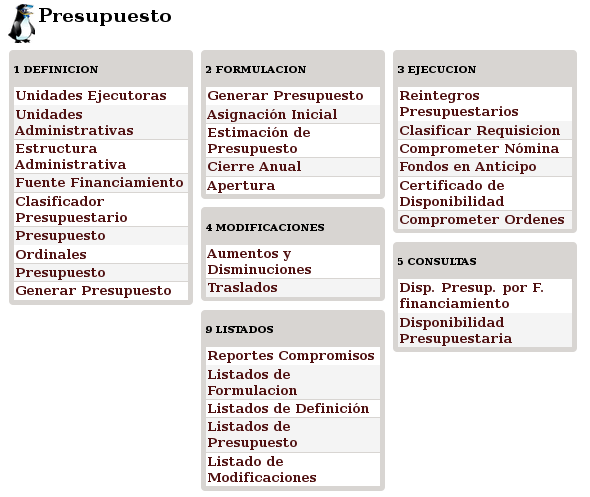 Presupuesto
1 DEFINICION
Unidades Ejecutoras
Unidades
Administrativas
Estructura
Administrativa
Fuente Financiamiento
Clasificador
Presupuestario
Presupuesto
Ordinales
Presupuesto
Generar Presupuesto
2 FORMULACION
Generar Presupuesto
Asignación Inicial
Estimación de
Presupuesto
Cierre Anual
Apertura
4 MODIFICACIONES
Aumentos y
Disminuciones
Traslados
9 LISTADOS
Reportes Compromisos
Listados de
Formulacion
Listados de Definición
Listados de
Presupuesto
Listado de
Modificaciones
3 EJECUCION
Reintegros
Presupuestarios
Clasificar Requisicion
Comprometer Nómina
Fondos en Anticipo
Certificado de
Disponibilidad
Comprometer Ordenes
5 CONSULTAS
Disp. Presup. por F.
financiamiento
Disponibilidad
Presupuestaria